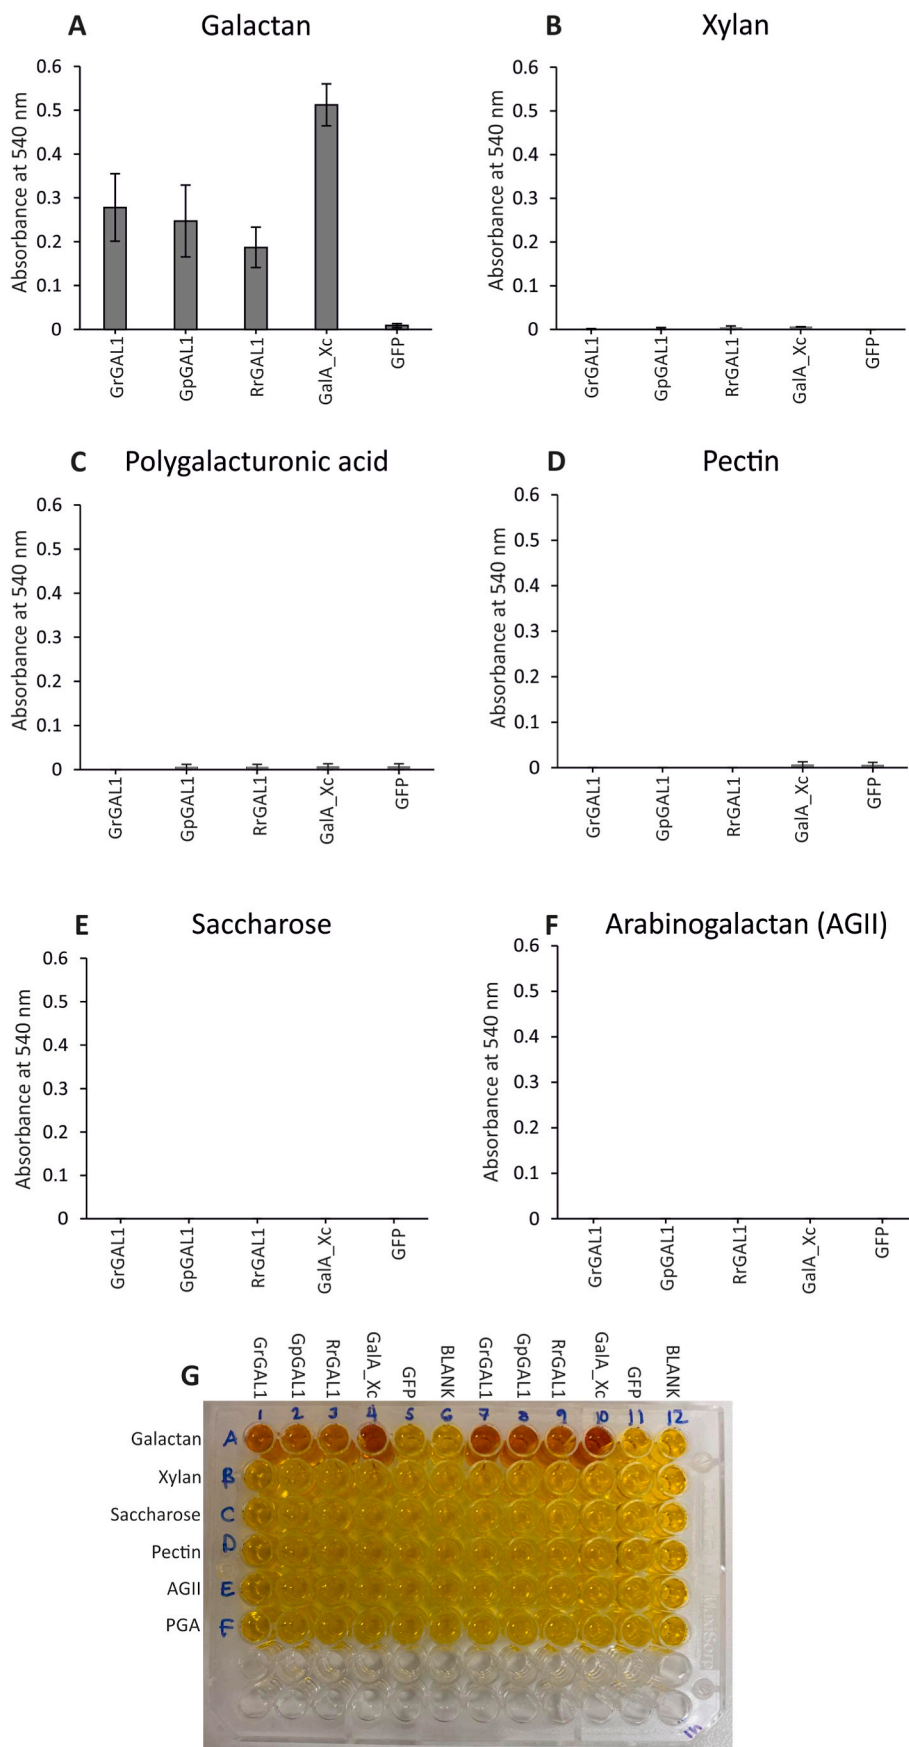 A Galactan
Absorbance at 540 nm
0.6
0.5
0.4
0.3
0.2
0.1
0
GrGAL1
GpGAL1
RrGAL1
GalA_Xc
GFP
B Xylan
Absorbance at 540 nm
0.6
0.5
0.4
0.3
0.2
0.1
0
GrGAL1
GpGAL1
RrGAL1
GalA_Xc
GFP
C Polygalacturonic acid
Absorbance at 540 nm
0.6
0.5
0.4
0.3
0.2
0.1
0
GrGAL1
GpGAL1
RrGAL1
GalA_Xc
GFP
D Pectin
Absorbance at 540 nm
0.6
0.5
0.4
0.3
0.2
0.1
0
GrGAL1
GpGAL1
RrGAL1
GalA_Xc
GFP
E Saccharose
Absorbance at 540 nm
0.6
0.5
0.4
0.3
0.2
0.1
0
GrGAL1
GpGAL1
RrGAL1
GalA_Xc
GFP
F Arabinogalactan (AGII)
Absorbance at 540 nm
0.6
0.5
0.4
0.3
0.2
0.1
0
GrGAL1
GpGAL1
RrGAL1
GalA_Xc
GFP
G
GrGAL1
GpGAL1
RrGAL1
GalA_Xc
GFP
BLANK
GrGAL1
GpGAL1
RrGAL1
GalA_Xc
GFP
BLANK
1 2 3 4 5 6 7 8 9 10 11 12
Galactan A
Xylan B
Saccharose C
Pectin D
AGII E
PGA F